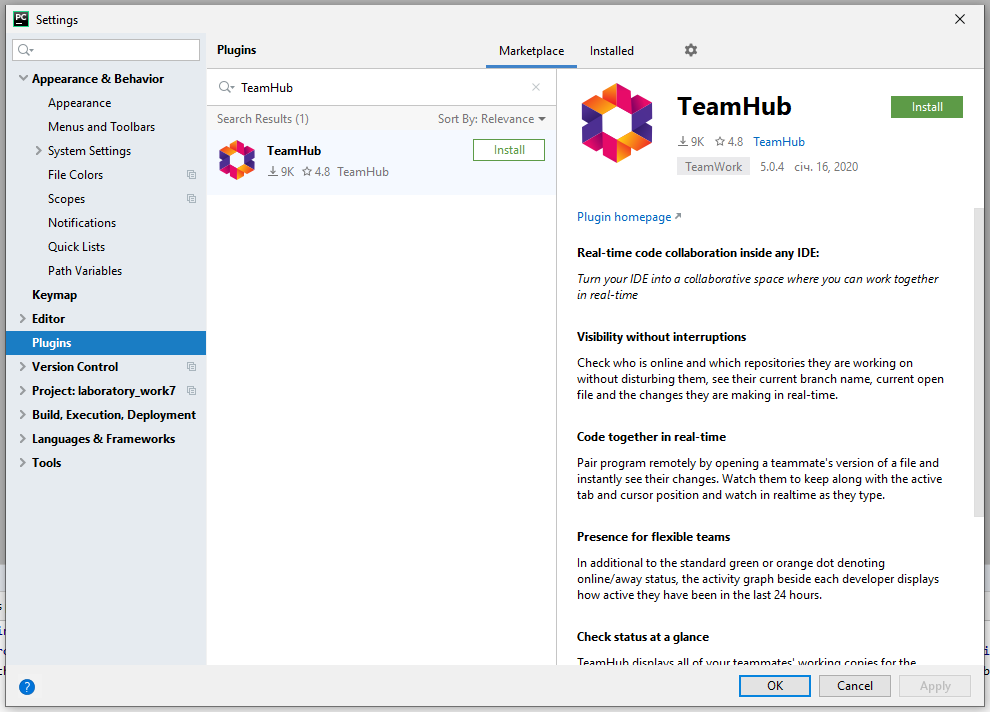 PC
Settings
Plugins
Marketplace
Installed
Appearance & Behavior
Appearance
Menus and Toolbars
System Settings
File Colors
Scopes
Notifications
Quick Lists
Path Variables
Keymap
Editor
Plugins
Version Control
Project: laboratory_work7
Build, Execution, Deployment
Languages & Frameworks
Tools
TeamHub
Search Results (1)
Sort By: Relevance
TeamHub
9K 4.8 TeamHub
Install
TeamHub
Install
9K 4.8 TeamHub
TeamWork 5.0.4 січ. 16, 2020
Plugin homepage
Real-time code collaboration inside any IDE:
Turn your IDE into a collaborative space where you can work together
in real-time
Visibility without interruptions
Check who is online and which repositories they are working on
without disturbing them, see their current branch name, current open
file and the changes they are making in real-time.
Code together in real-time
Pair program remotely by opening a teammate's version of a file and
instantly see their changes. Watch them to keep along with the active
tab and cursor position and watch in realtime as they type.
Presence for flexible teams
In additional to the standard green or orange dot denoting
online/away status, the activity graph beside each developer displays
how active they have been in the last 24 hours.
Check status at a glance
TeamHub displays all of your teammates' working copies for the
?
OK
Cancel
Apply